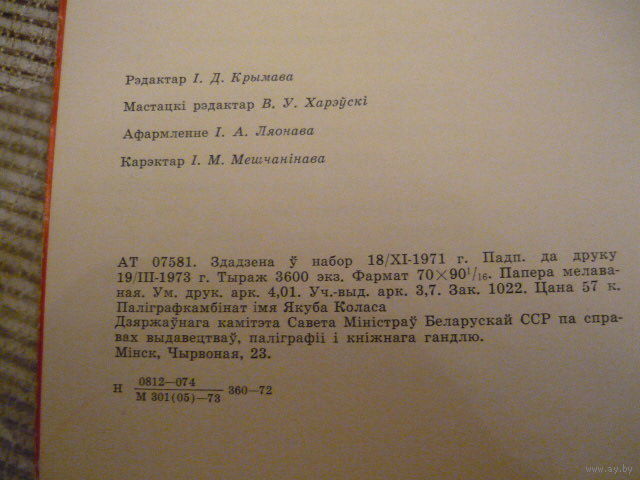 Рэдактар І. Д. Крымава
Мастацкі рэдактар В. У. Харэўскі
Афармленне І. А. Ляонава
Карэктар І. М. Мешчанінава
АТ 07581. Здадзена ў набор 18/XI-1971 г. Падп. да друку
19/III-1973 г. Тыраж 3600 экз. Фармат 70×90¹/₁₆. Папера мелава-
ная. Ум. друк. арк. 4,01. Уч.-выд. арк. 3,7. Зак. 1022. Цана 57 к.
Паліграфкамбінат імя Якуба Коласа
Дзяржаўнага камітэта Савета Міністраў Беларускай ССР па спра-
вах выдавецтваў, паліграфіі і кніжнага гандлю.
Мінск, Чырвоная, 23.
Н 0812—074
М 301(05)—73 360—72
ay.by